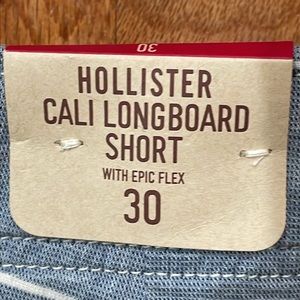 30
HOLLISTER
CALI LONGBOARD
SHORT
WITH EPIC FLEX
30